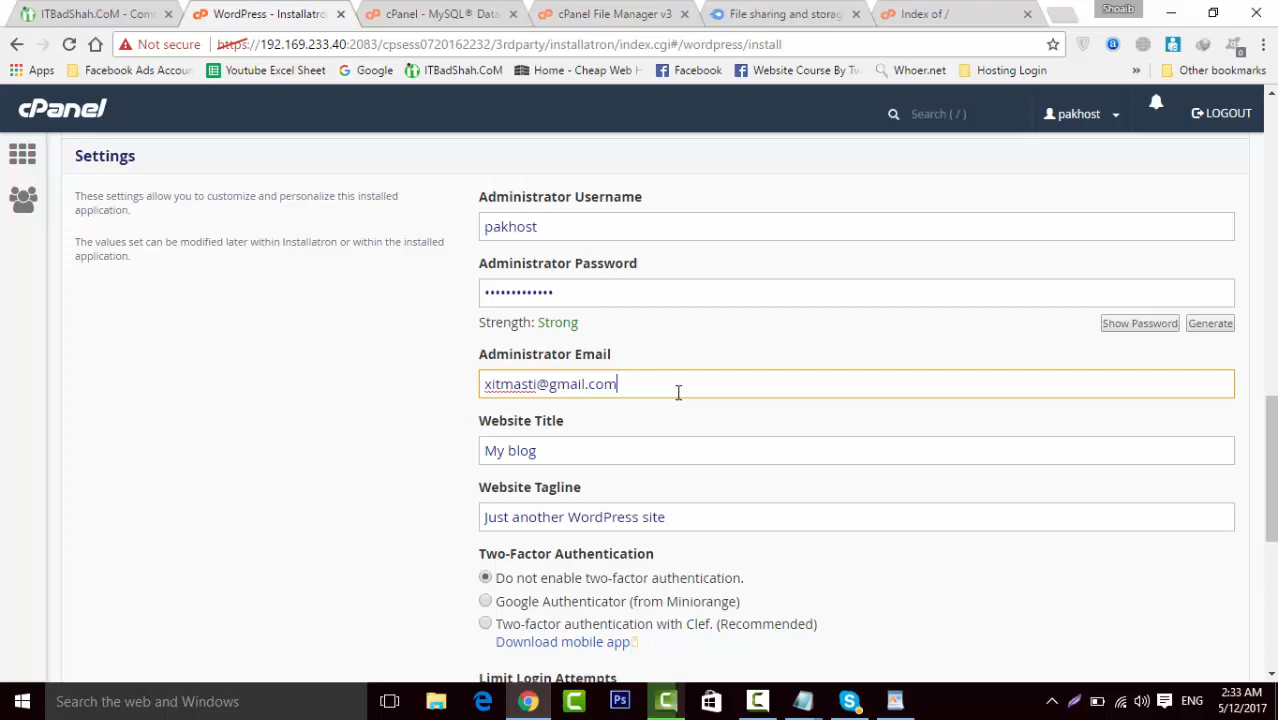 ITBadShah.CoM - Com
WordPress - Installatro
cPanel - MySQL® Data
cPanel File Manager v3
File sharing and storag
Index of /
Shoaib
Not secure https://192.169.233.40:2083/cpsess0720162232/3rdparty/installatron/index.cgi#/wordpress/install
Apps
Facebook Ads Accoun
Youtube Excel Sheet
Google
ITBadShah.CoM
Home - Cheap Web H
Facebook
Website Course By Tw
Whoer.net
Hosting Login
»
Other bookmarks
cPanel
Search ( / )
pakhost
LOGOUT
Settings
These settings allow you to customize and personalize this installed
application.
The values set can be modified later within Installatron or within the installed
application.
Administrator Username
pakhost
Administrator Password
•••••••••••••
Strength: Strong
Show Password
Generate
Administrator Email
xitmasti@gmail.com
Website Title
My blog
Website Tagline
Just another WordPress site
Two-Factor Authentication
Do not enable two-factor authentication.
Google Authenticator (from Miniorange)
Two-factor authentication with Clef. (Recommended)
Download mobile app
Limit Login Attempts
Search the web and Windows
ENG
2:33 AM
5/12/2017